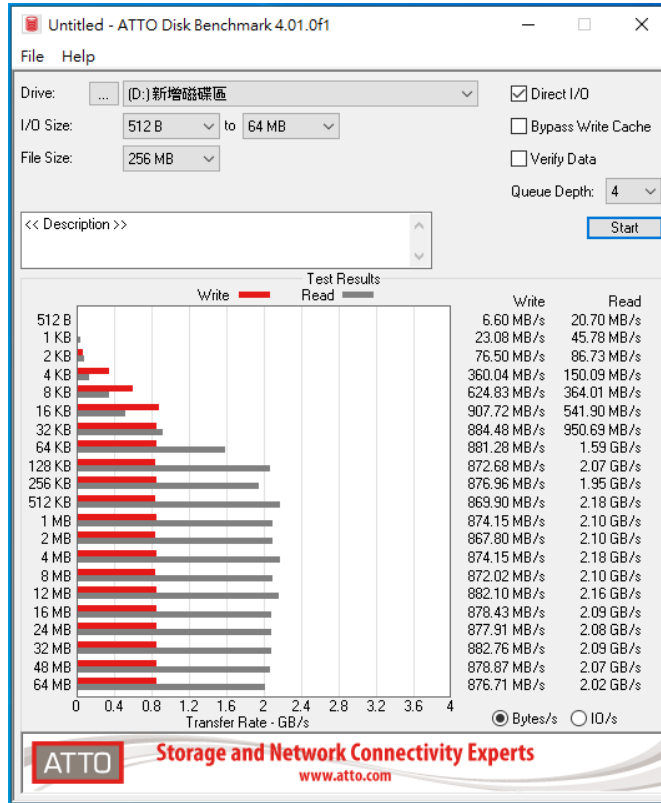 Untitled - ATTO Disk Benchmark 4.01.0f1
File Help
Drive: ... (D:)新增磁碟區 Direct I/O
I/O Size: 512 B to 64 MB Bypass Write Cache
File Size: 256 MB Verify Data
Queue Depth: 4
<< Description >> Start
Test Results
Write Read Write Read
512 B 6.60 MB/s 20.70 MB/s
1 KB 23.08 MB/s 45.78 MB/s
2 KB 76.50 MB/s 86.73 MB/s
4 KB 360.04 MB/s 150.09 MB/s
8 KB 624.83 MB/s 364.01 MB/s
16 KB 907.72 MB/s 541.90 MB/s
32 KB 884.48 MB/s 950.69 MB/s
64 KB 881.28 MB/s 1.59 GB/s
128 KB 872.68 MB/s 2.07 GB/s
256 KB 876.96 MB/s 1.95 GB/s
512 KB 869.90 MB/s 2.18 GB/s
1 MB 874.15 MB/s 2.10 GB/s
2 MB 867.80 MB/s 2.10 GB/s
4 MB 874.15 MB/s 2.18 GB/s
8 MB 872.02 MB/s 2.10 GB/s
12 MB 882.10 MB/s 2.16 GB/s
16 MB 878.43 MB/s 2.09 GB/s
24 MB 877.91 MB/s 2.08 GB/s
32 MB 882.76 MB/s 2.09 GB/s
48 MB 878.87 MB/s 2.07 GB/s
64 MB 876.71 MB/s 2.02 GB/s
0 0.4 0.8 1.2 1.6 2 2.4 2.8 3.2 3.6 4
Transfer Rate - GB/s Bytes/s IO/s
ATTO Storage and Network Connectivity Experts
www.atto.com